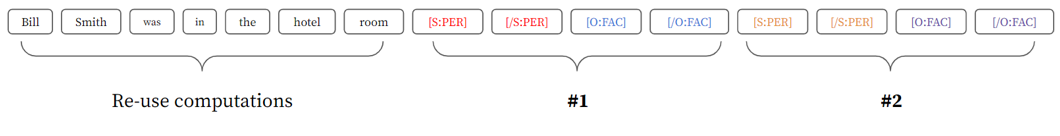 Bill Smith was in the hotel room [S:PER] [/S:PER] [O:FAC] [/O:FAC] [S:PER] [/S:PER] [O:FAC] [/O:FAC]
Re-use computations #1 #2